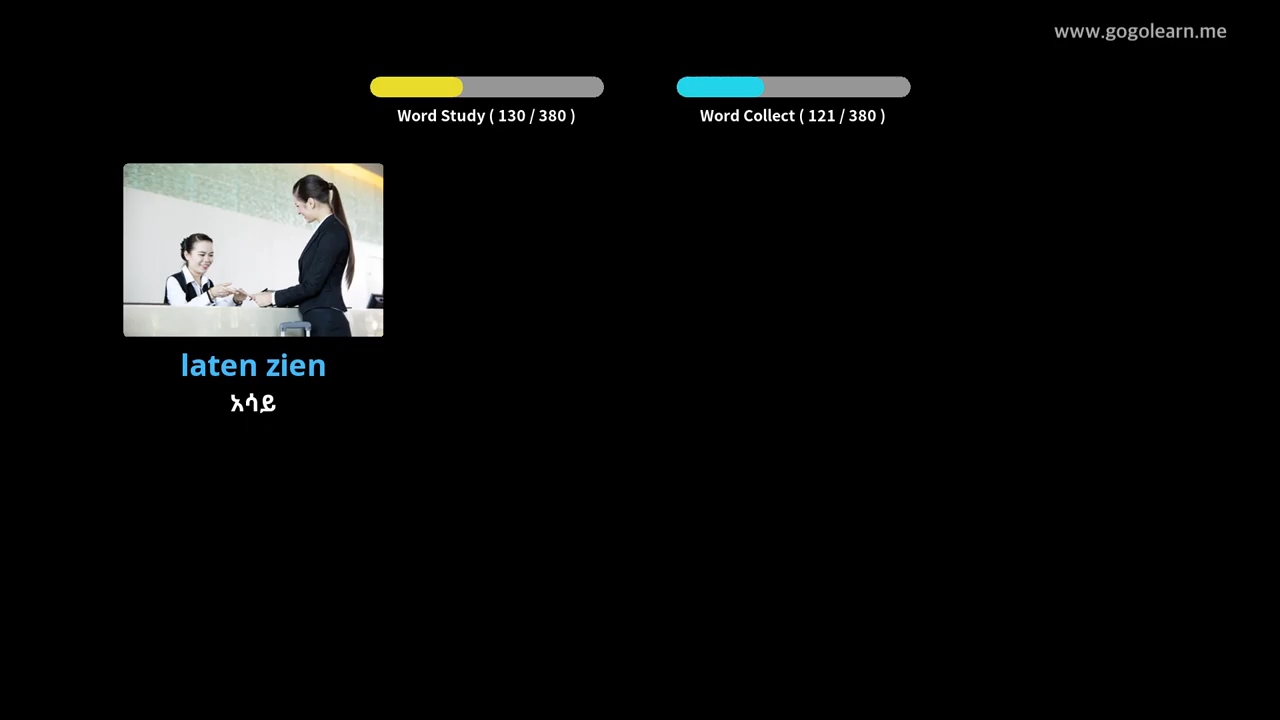 www.gogolearn.me
Word Study ( 130 / 380 )
Word Collect ( 121 / 380 )
laten zien
አሳይ